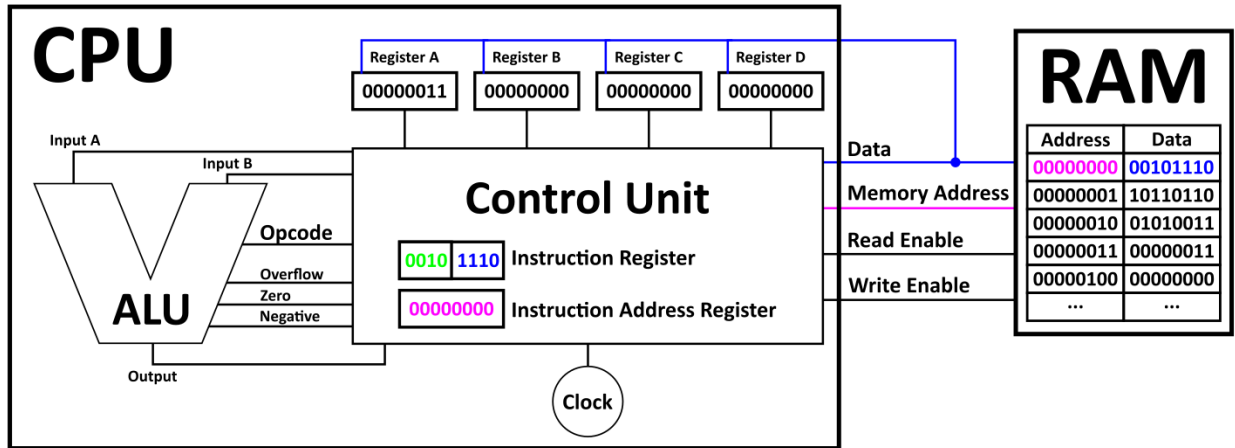 CPU
Register A
Register B
Register C
Register D
00000011
00000000
00000000
00000000
Input A
Input B
Opcode
Overflow
Zero
Negative
ALU
Output
Control Unit
0010 1110 Instruction Register
00000000 Instruction Address Register
Clock
Data
Memory Address
Read Enable
Write Enable
RAM
Address Data
00000000 00101110
00000001 10110110
00000010 01010011
00000011 00000011
00000100 00000000
... ...